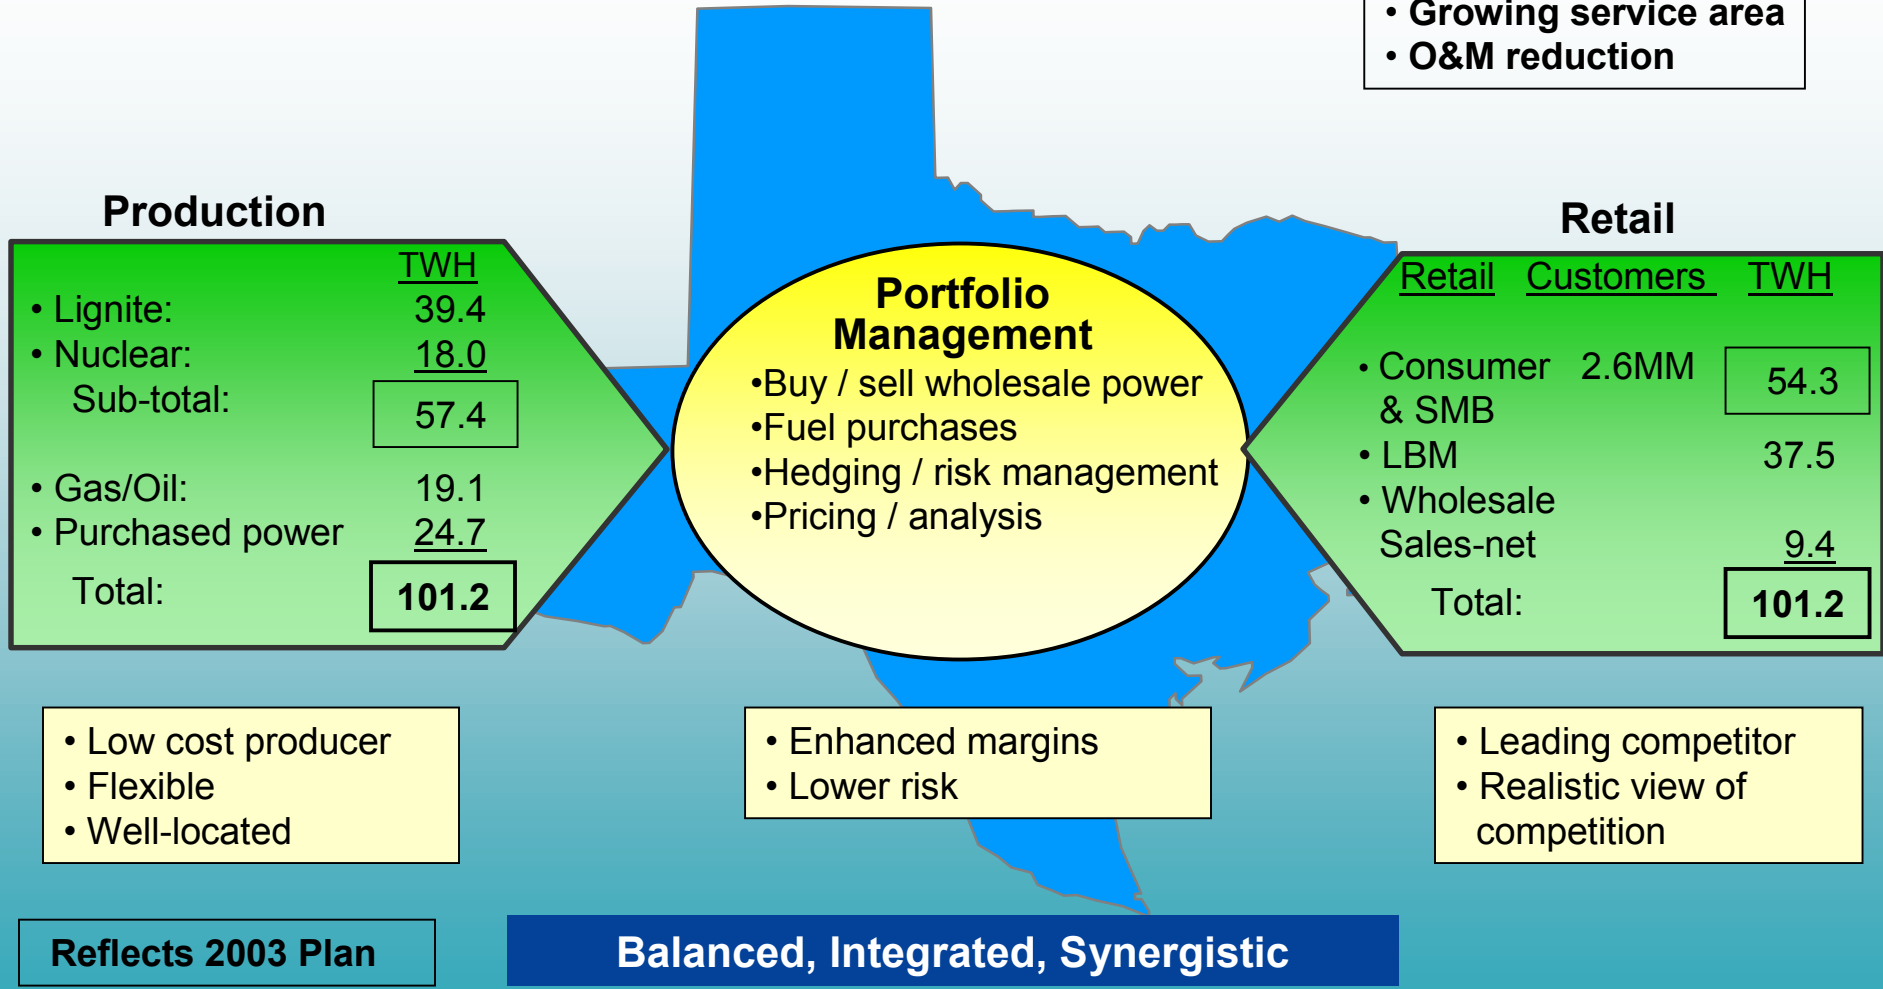 • Growing service area
• O&M reduction
Production
TWH
• Lignite: 39.4
• Nuclear: 18.0
Sub-total: 57.4
• Gas/Oil: 19.1
• Purchased power 24.7
Total: 101.2
Portfolio
Management
•Buy / sell wholesale power
•Fuel purchases
•Hedging / risk management
•Pricing / analysis
Retail
Retail Customers TWH
• Consumer 2.6MM 54.3
& SMB
• LBM 37.5
• Wholesale
Sales-net 9.4
Total: 101.2
• Low cost producer
• Flexible
• Well-located
• Enhanced margins
• Lower risk
• Leading competitor
• Realistic view of
competition
Reflects 2003 Plan
Balanced, Integrated, Synergistic